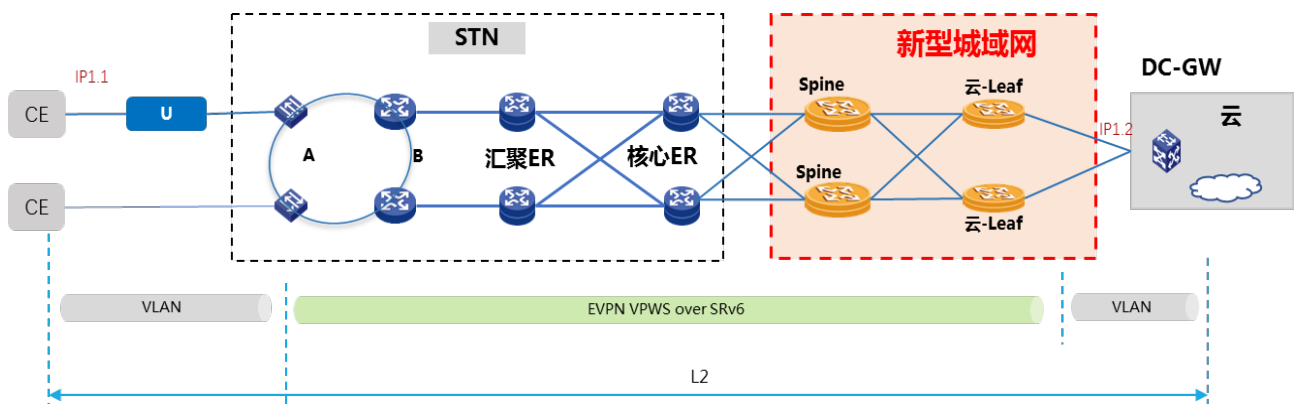 STN
新型城域网
DC-GW
IP1.1
CE
U
A
B
汇聚ER
核心ER
Spine
云-Leaf
IP1.2
云
CE
Spine
云-Leaf
VLAN
EVPN VPWS over SRv6
VLAN
L2